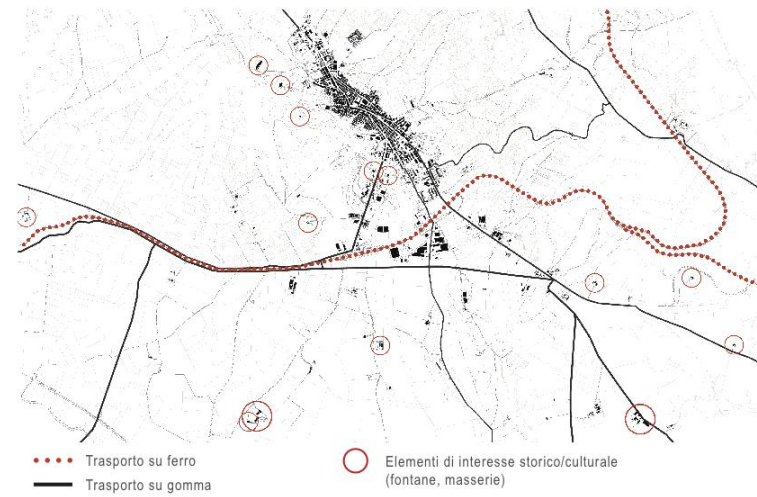 Trasporto su ferro
Trasporto su gomma
Elementi di interesse storico/culturale
(fontane, masserie)